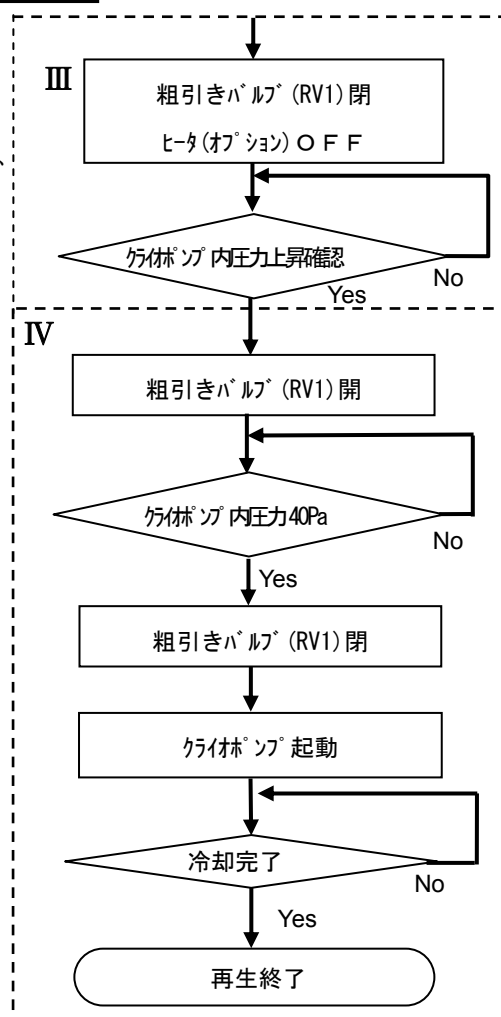 Ⅲ
粗引きﾊﾞﾙﾌﾞ(RV1)閉
ﾋｰﾀ(ｵﾌﾟｼｮﾝ)ＯＦＦ
ｸﾗｲｵﾎﾟﾝﾌﾟ内圧力上昇確認
No
Yes
Ⅳ
粗引きﾊﾞﾙﾌﾞ(RV1)開
ｸﾗｲｵﾎﾟﾝﾌﾟ内圧力40Pa
No
Yes
粗引きﾊﾞﾙﾌﾞ(RV1)閉
ｸﾗｲｵﾎﾟﾝﾌﾟ起動
冷却完了
No
Yes
再生終了